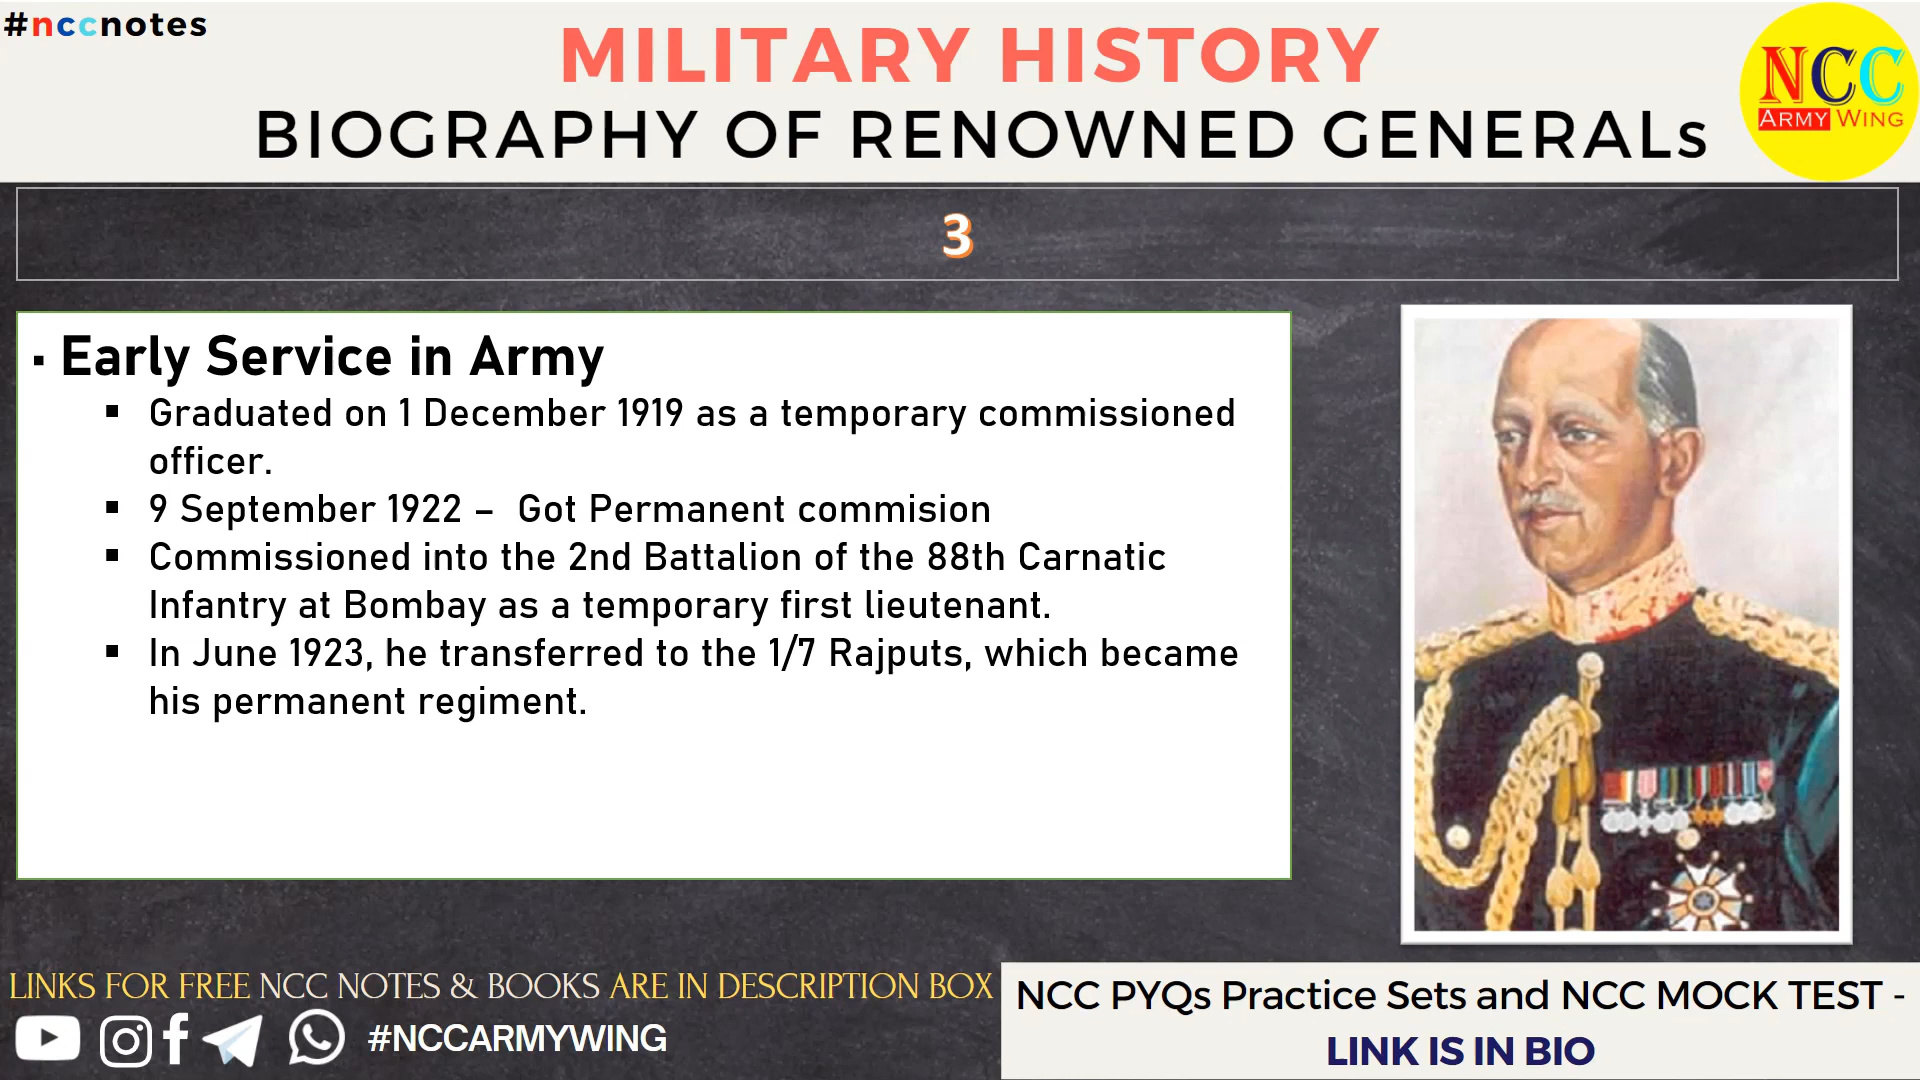 #nccnotes
MILITARY HISTORY
BIOGRAPHY OF RENOWNED GENERALs
NCC
ARMY WING
3
▪ Early Service in Army
▪ Graduated on 1 December 1919 as a temporary commissioned
officer.
▪ 9 September 1922 – Got Permanent commision
▪ Commissioned into the 2nd Battalion of the 88th Carnatic
Infantry at Bombay as a temporary first lieutenant.
▪ In June 1923, he transferred to the 1/7 Rajputs, which became
his permanent regiment.
LINKS FOR FREE NCC NOTES & BOOKS ARE IN DESCRIPTION BOX
#NCCARMYWING
NCC PYQs Practice Sets and NCC MOCK TEST -
LINK IS IN BIO